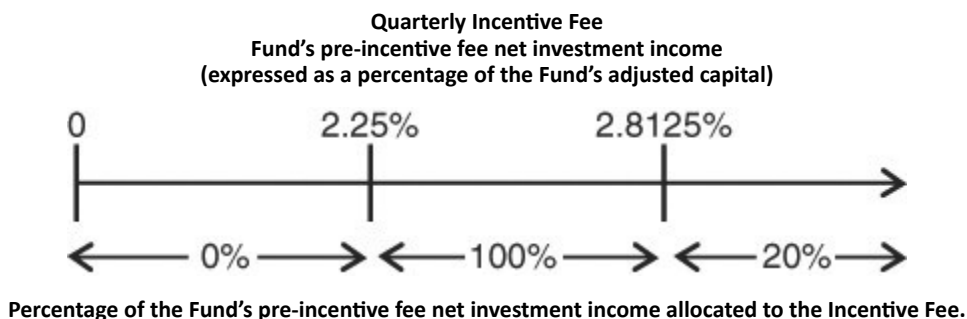 Quarterly Incentive Fee
Fund’s pre-incentive fee net investment income
(expressed as a percentage of the Fund’s adjusted capital)
0 2.25% 2.8125%
0% 100% 20%
Percentage of the Fund’s pre-incentive fee net investment income allocated to the Incentive Fee.